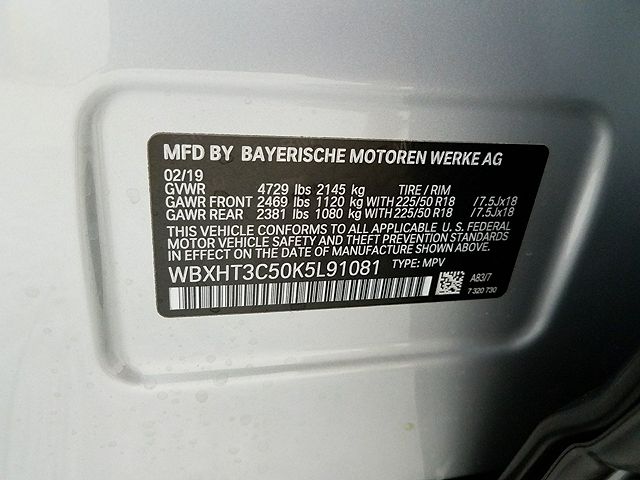 MFD BY BAYERISCHE MOTOREN WERKE AG
02/19
GVWR 4729 lbs 2145 kg TIRE / RIM
GAWR FRONT 2469 lbs 1120 kg WITH 225/50 R18 /7.5Jx18
GAWR REAR 2381 lbs 1080 kg WITH 225/50 R18 /7.5Jx18
THIS VEHICLE CONFORMS TO ALL APPLICABLE U. S. FEDERAL
MOTOR VEHICLE SAFETY AND THEFT PREVENTION STANDARDS
IN EFFECT ON THE DATE OF MANUFACTURE SHOWN ABOVE.
WBXHT3C50K5L91081 TYPE: MPV
A83/7
7 320 730